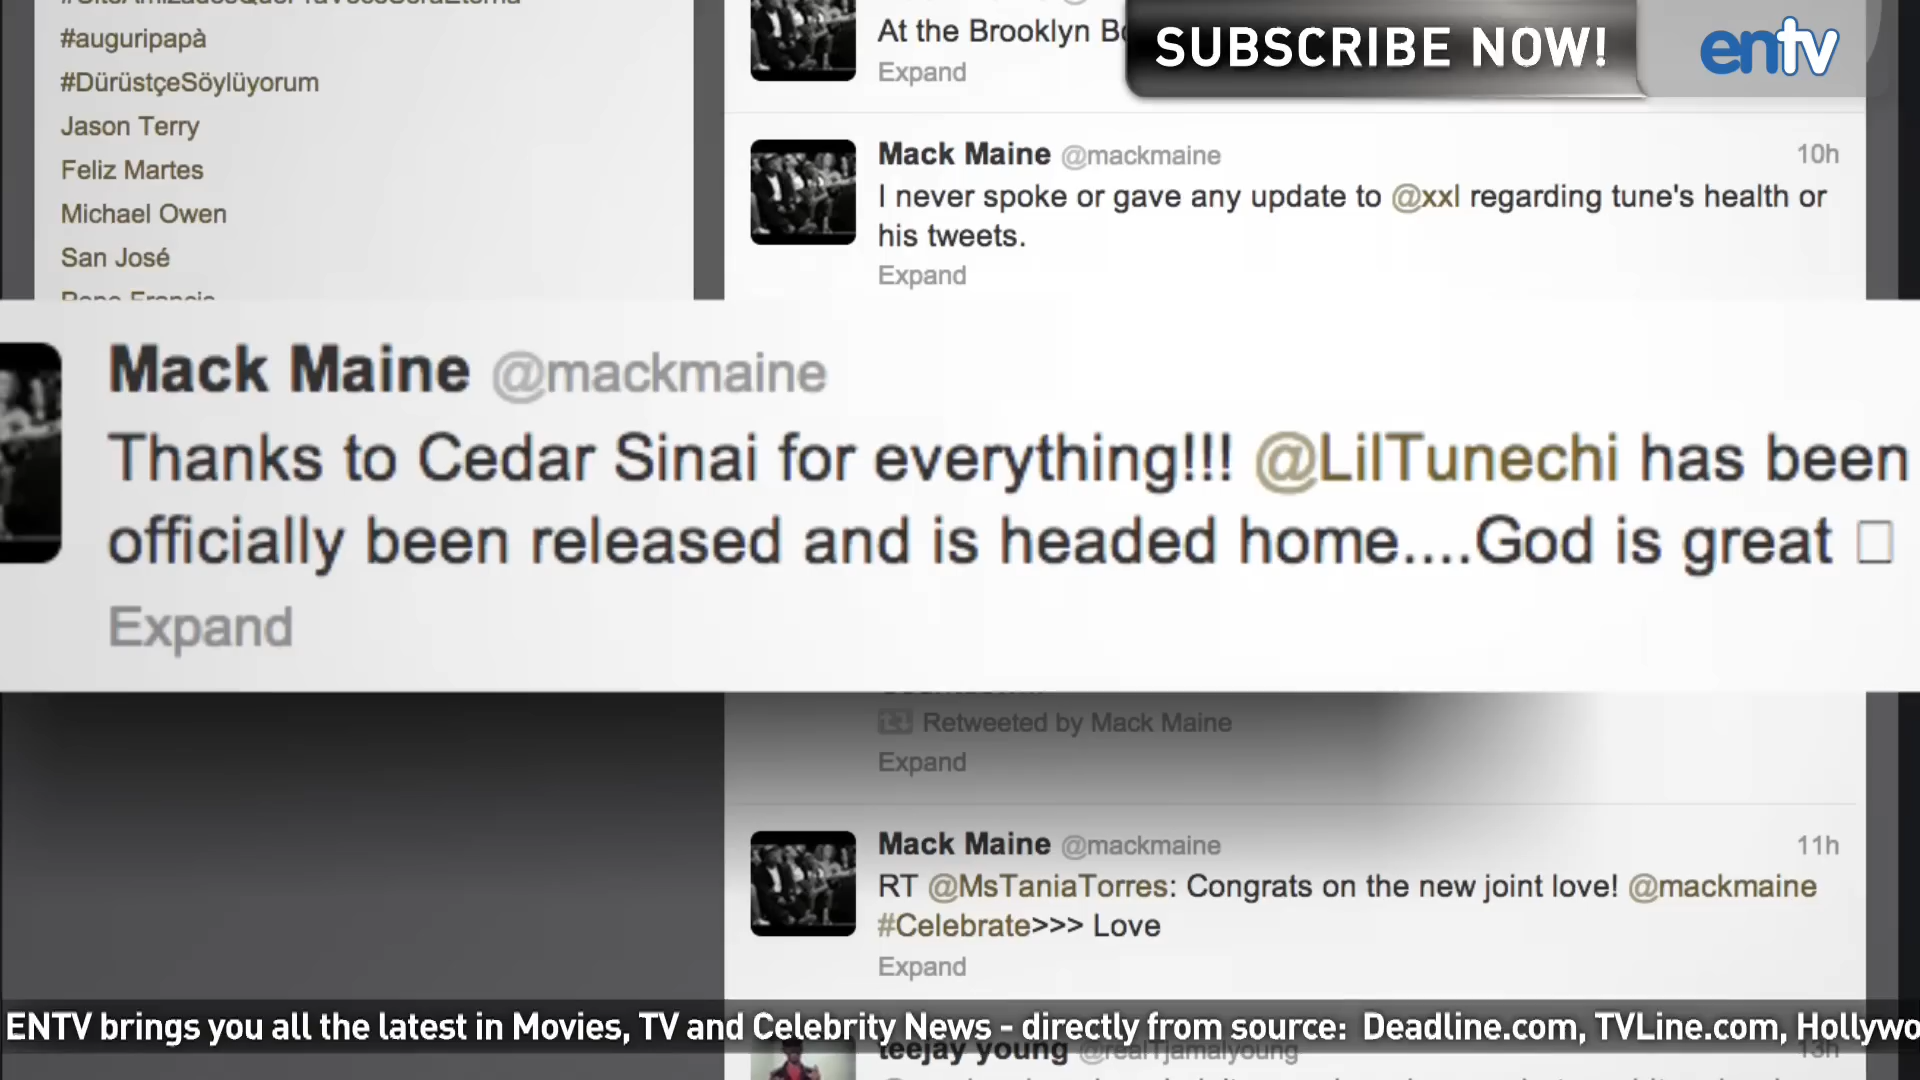 #auguripapà
#DürüstçeSöylüyorum
Jason Terry
Feliz Martes
Michael Owen
San José
At the Brooklyn
Expand
SUBSCRIBE NOW!
entv
Mack Maine @mackmaine 10h
I never spoke or gave any update to @xxl regarding tune's health or
his tweets.
Expand
Mack Maine @mackmaine
Thanks to Cedar Sinai for everything!!! @LilTunechi has been
officially been released and is headed home....God is great
Expand
Retweeted by Mack Maine
Expand
Mack Maine @mackmaine 11h
RT @MsTaniaTorres: Congrats on the new joint love! @mackmaine
#Celebrate>>> Love
Expand
ENTV brings you all the latest in Movies, TV and Celebrity News - directly from source: Deadline.com, TVLine.com, Hollywo
teejay young @realTjamalyoung 13h